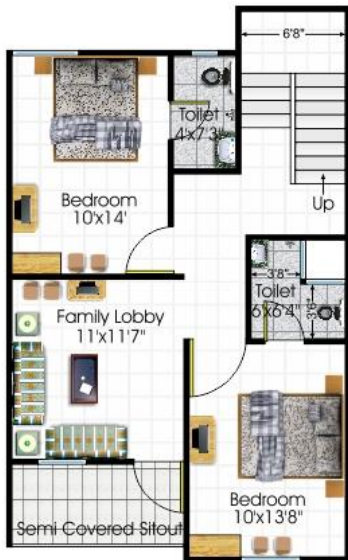 6'8"
Toilet
4'x7'3"
Bedroom
10'x14'
Up
3'8"
Toilet
6'x6'4"
3'6"
Family Lobby
11'x11'7"
Bedroom
10'x13'8"
Semi Covered Sitout